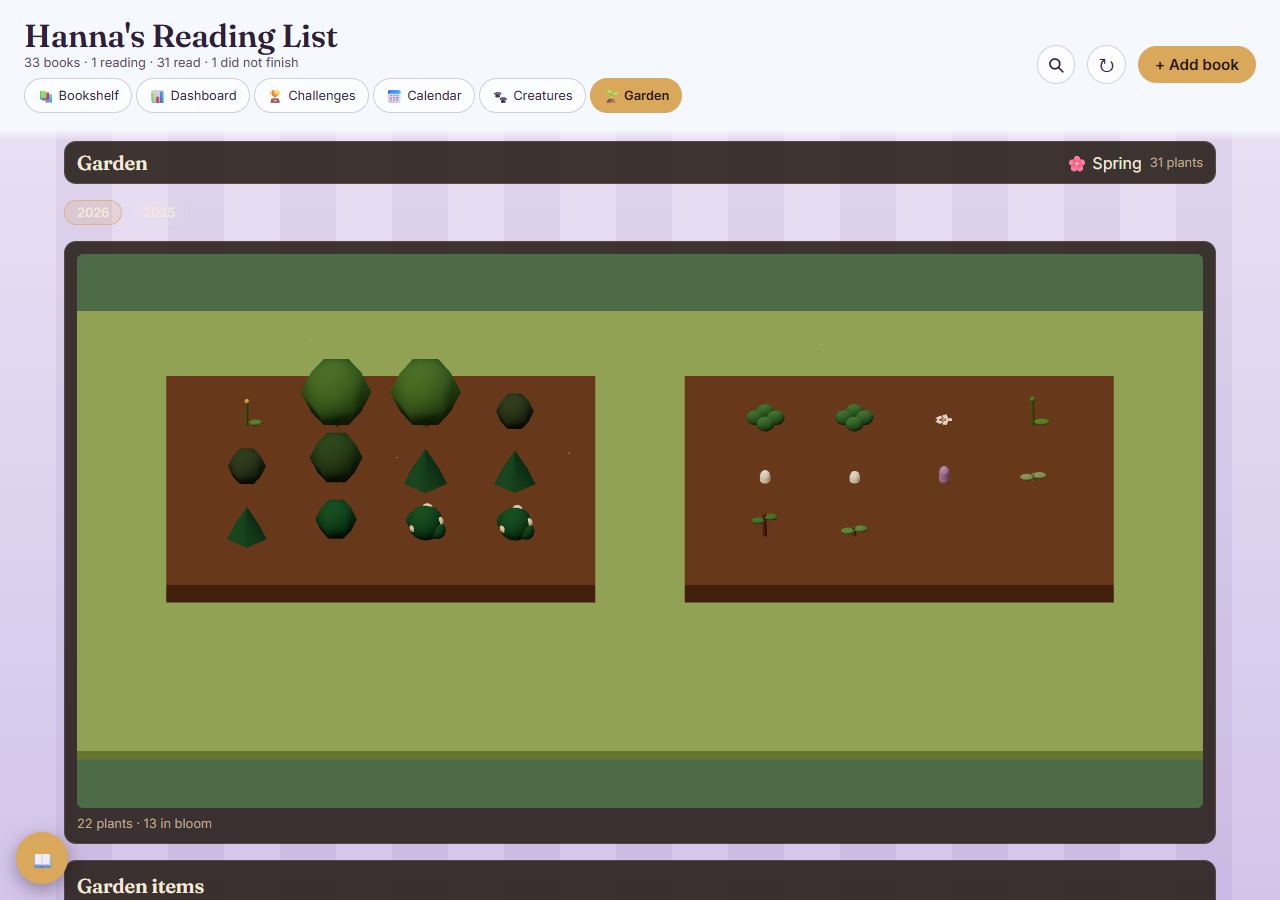 Hanna's Reading List
33 books · 1 reading · 31 read · 1 did not finish
Bookshelf
Dashboard
Challenges
Calendar
Creatures
Garden
+ Add book
Garden
Spring
31 plants
2026
2025
22 plants · 13 in bloom
Garden items